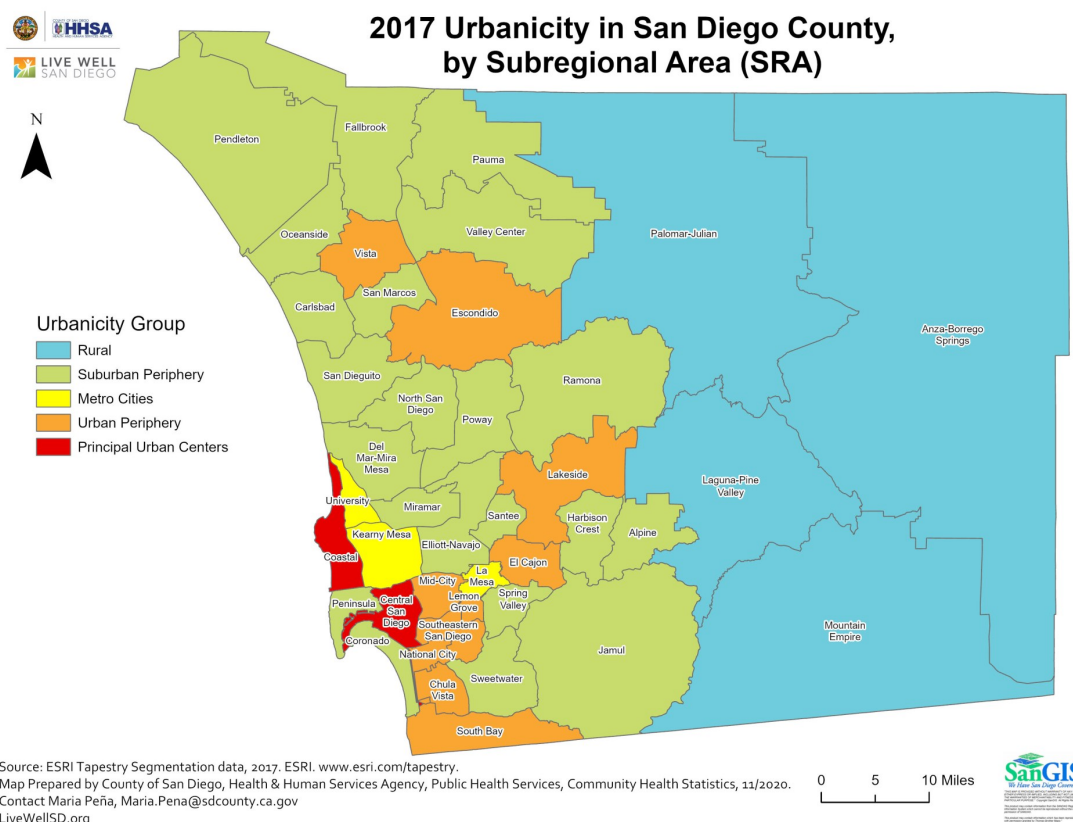 2017 Urbanicity in San Diego County,
by Subregional Area (SRA)
HHSA
LIVE WELL
SAN DIEGO
N
Pendleton
Fallbrook
Pauma
Oceanside
Valley Center
Palomar-Julian
Vista
San Marcos
Carlsbad
Escondido
Anza-Borrego
Springs
Urbanicity Group
Rural
Suburban Periphery
Metro Cities
Urban Periphery
Principal Urban Centers
San Dieguito
Ramona
North San
Diego
Poway
Del
Mar-Mira
Mesa
Lakeside
Laguna-Pine
Valley
University
Miramar
Santee
Harbison
Crest
Alpine
Kearny Mesa
Elliott-Navajo
Coastal
El Cajon
La
Mesa
Mid-City
Lemon
Grove
Spring
Valley
Peninsula
Central
San
Diego
Southeastern
San Diego
Mountain
Empire
Coronado
National City
Jamul
Sweetwater
Chula
Vista
South Bay
Source: ESRI Tapestry Segmentation data, 2017. ESRI. www.esri.com/tapestry.
Map Prepared by County of San Diego, Health & Human Services Agency, Public Health Services, Community Health Statistics, 11/2020.
Contact Maria Peña, Maria.Pena@sdcounty.ca.gov
LiveWellSD.org
0 5 10 Miles
SanGIS
We Have San Diego Covered